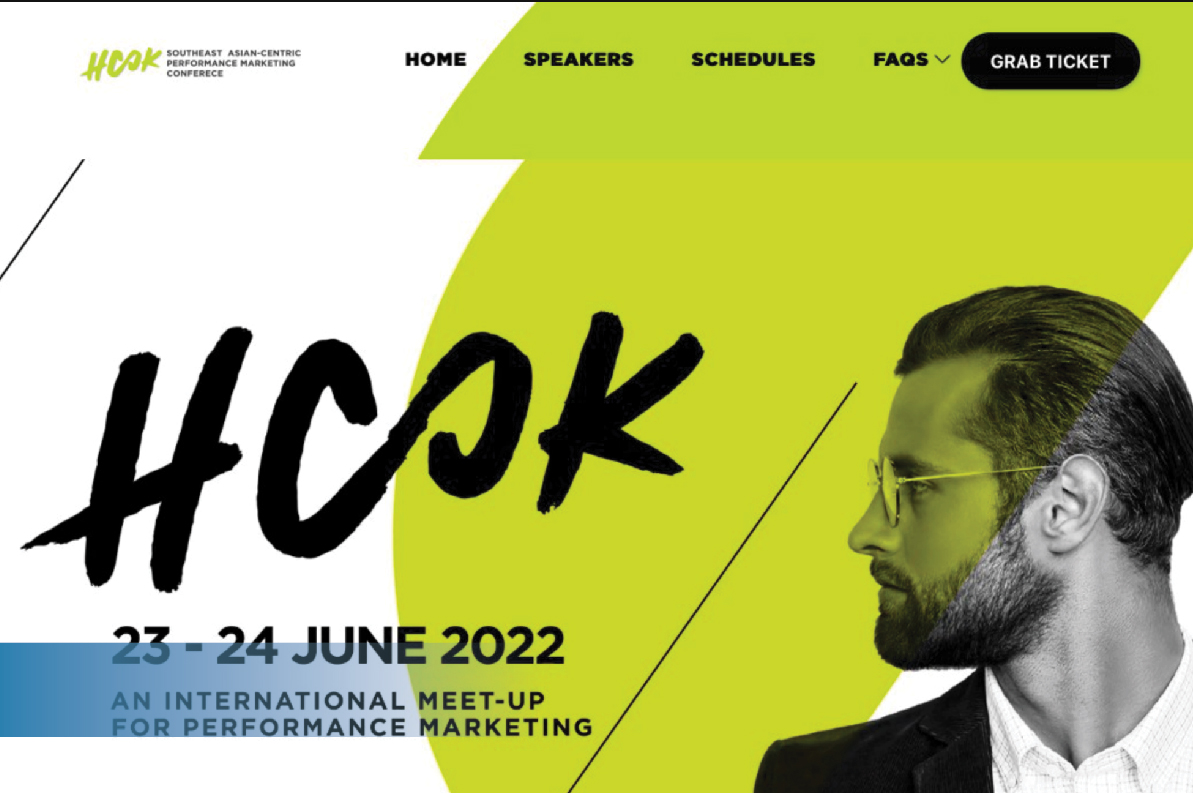 HOOK
SOUTHEAST ASIAN-CENTRIC
PERFORMANCE MARKETING
CONFERECE
HOME
SPEAKERS
SCHEDULES
FAQS
GRAB TICKET
HOOK
23 - 24 JUNE 2022
AN INTERNATIONAL MEET-UP
FOR PERFORMANCE MARKETING